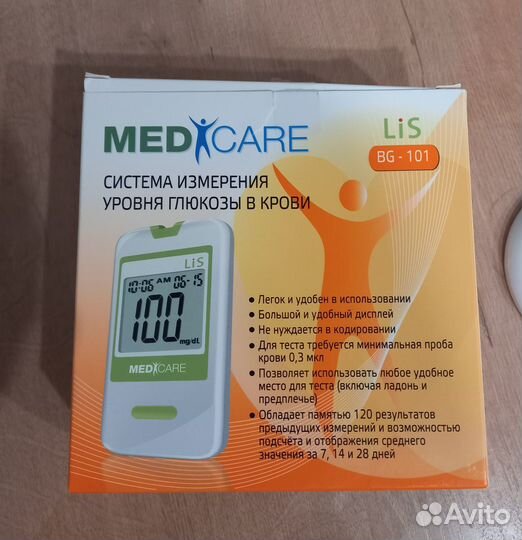 MEDICARE
LiS
BG - 101
СИСТЕМА ИЗМЕРЕНИЯ
УРОВНЯ ГЛЮКОЗЫ В КРОВИ
LiS
10:06 AM 06-15
100
mg/dL
MEDICARE
• Легок и удобен в использовании
• Большой и удобный дисплей
• Не нуждается в кодировании
• Для теста требуется минимальная проба
крови 0,3 мкл
• Позволяет использовать любое удобное
место для теста (включая ладонь и
предплечье)
• Обладает памятью 120 результатов
предыдущих измерений и возможностью
подсчёта и отображения среднего
значения за 7, 14 и 28 дней
Avito